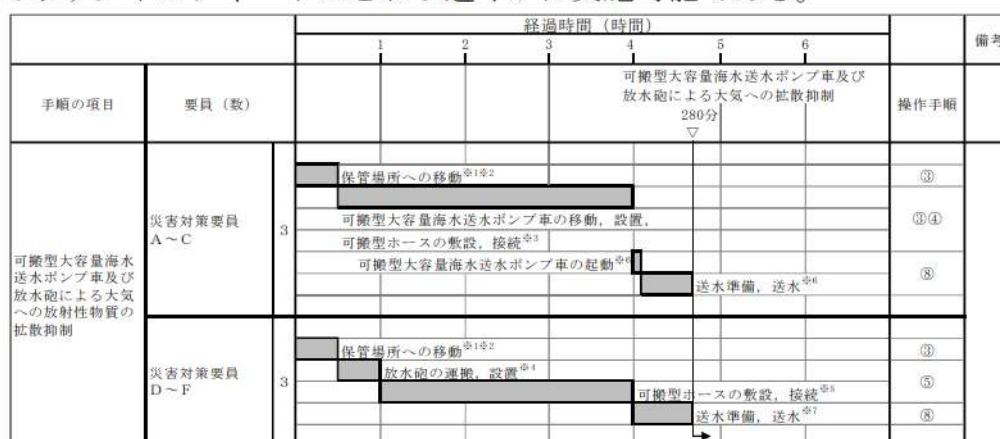 経過時間（時間）
備考
1 2 3 4 5 6
手順の項目
要員（数）
可搬型大容量海水送水ポンプ車及び
放水砲による大気への拡散抑制
280分
▽
操作手順
可搬型大容量海水
送水ポンプ車及び
放水砲による大気
への放射性物質の
拡散抑制
災害対策要員
A～C
3
保管場所への移動※1※2
③
可搬型大容量海水送水ポンプ車の移動，設置，
可搬型ホースの敷設，接続※3
③④
可搬型大容量海水送水ポンプ車の起動※6
送水準備，送水※6
⑧
災害対策要員
D～F
3
保管場所への移動※1※2
③
放水砲の運搬，設置※4
⑤
可搬型ホースの敷設，接続※5
送水準備，送水※7
⑧